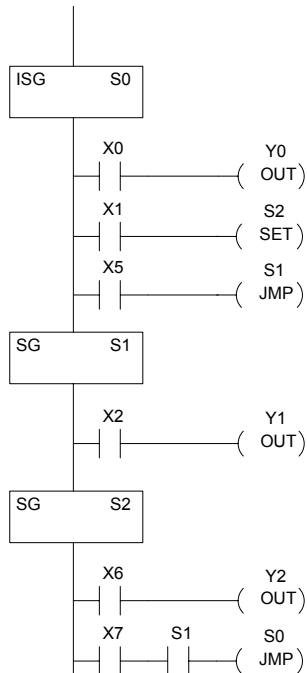 ISG S0
X0 Y0
OUT
X1 S2
SET
X5 S1
JMP
SG S1
X2 Y1
OUT
SG S2
X6 Y2
OUT
X7 S1 S0
JMP